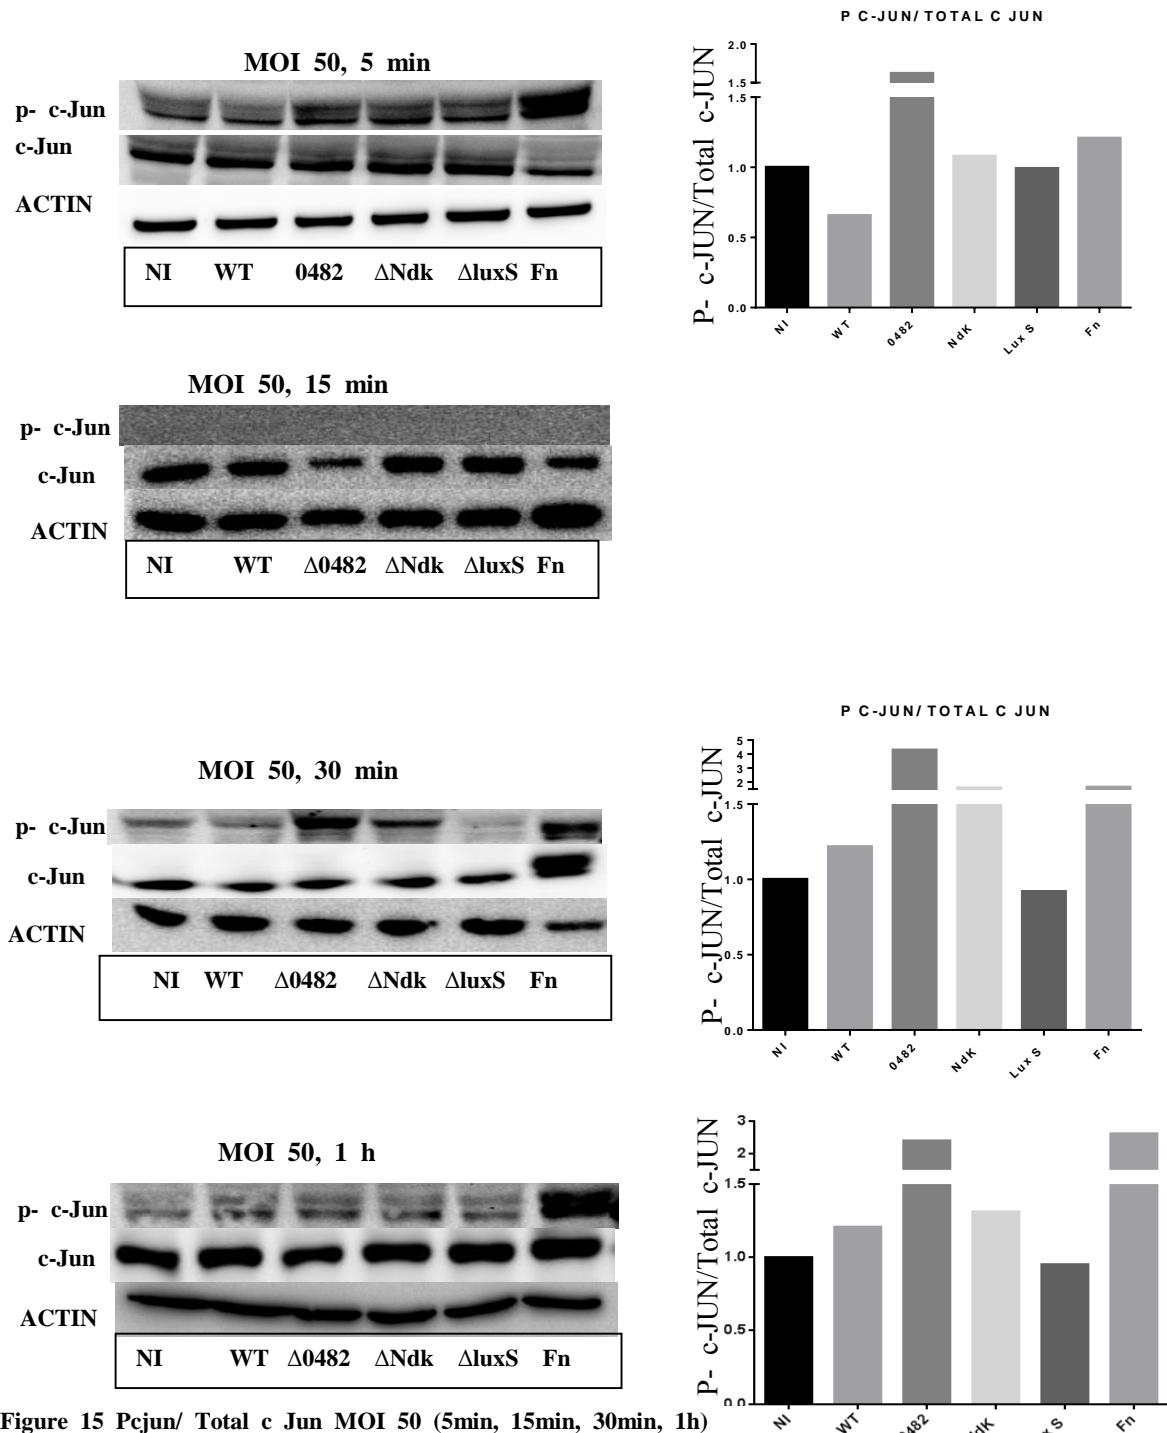 MOI 50, 5 min
p- c-Jun
c-Jun
ACTIN
NI WT 0482 ΔNdk ΔluxS Fn
P C-JUN/ TOTAL C JUN
P- c-JUN/Total c-JUN
2.0
1.5
1.5
1.0
0.5
0.0
NI WT 0482 NdK Lux S Fn
MOI 50, 15 min
p- c-Jun
c-Jun
ACTIN
NI WT Δ0482 ΔNdk ΔluxS Fn
MOI 50, 30 min
p- c-Jun
c-Jun
ACTIN
NI WT Δ0482 ΔNdk ΔluxS Fn
P C-JUN/ TOTAL C JUN
P- c-JUN/Total c-JUN
5
4
3
2
1.5
1.0
0.5
0.0
NI WT 0482 NdK Lux S Fn
MOI 50, 1 h
p- c-Jun
c-Jun
ACTIN
NI WT Δ0482 ΔNdk ΔluxS Fn
P- c-JUN/Total c-JUN
3
2
1.5
1.0
0.5
0.0
NI WT 0482 dK x S Fn
Figure 15 Pcjun/ Total c Jun MOI 50 (5min, 15min, 30min, 1h)